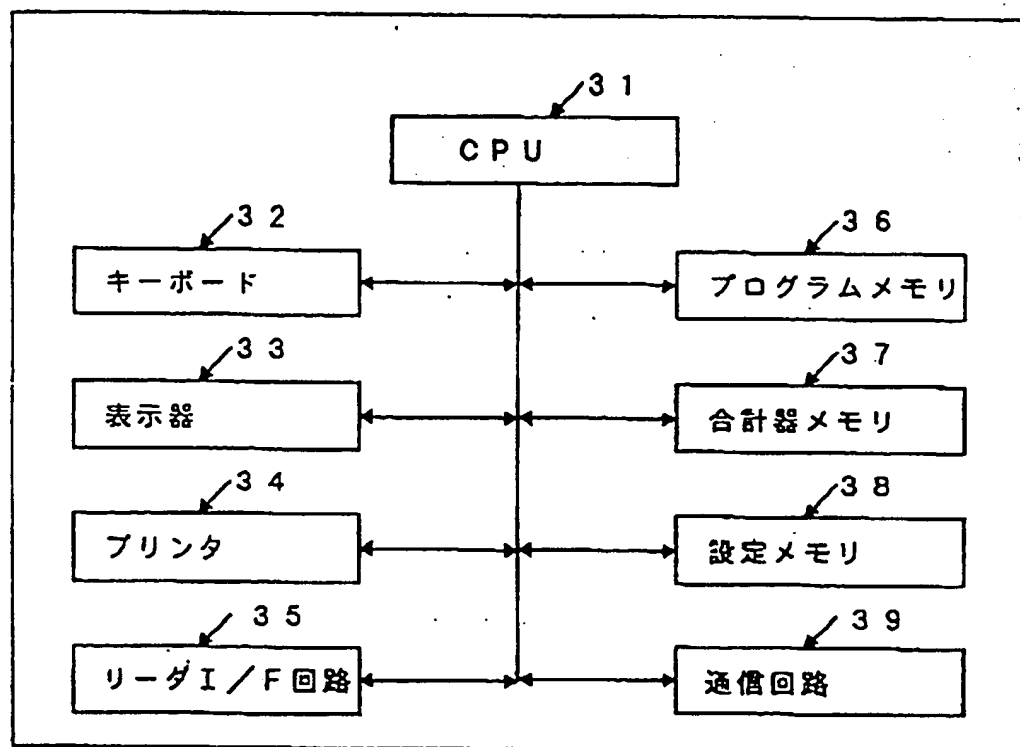 31
CPU
32
キーボード
36
プログラムメモリ
33
表示器
37
合計器メモリ
34
プリンタ
38
設定メモリ
35
リーダI/F回路
39
通信回路